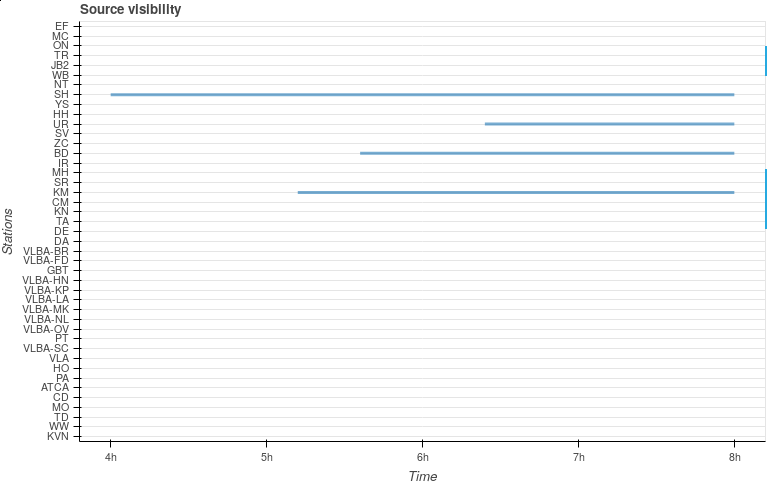 Source visibility
EF
MC
ON
TR
JB2
WB
NT
SH
YS
HH
UR
SV
ZC
BD
IR
MH
SR
KM
CM
KN
TA
DE
DA
VLBA-BR
VLBA-FD
GBT
VLBA-HN
VLBA-KP
VLBA-LA
VLBA-MK
VLBA-NL
VLBA-OV
PT
VLBA-SC
VLA
HO
PA
ATCA
CD
MO
TD
WW
KVN
Stations
4h 5h 6h 7h 8h
Time